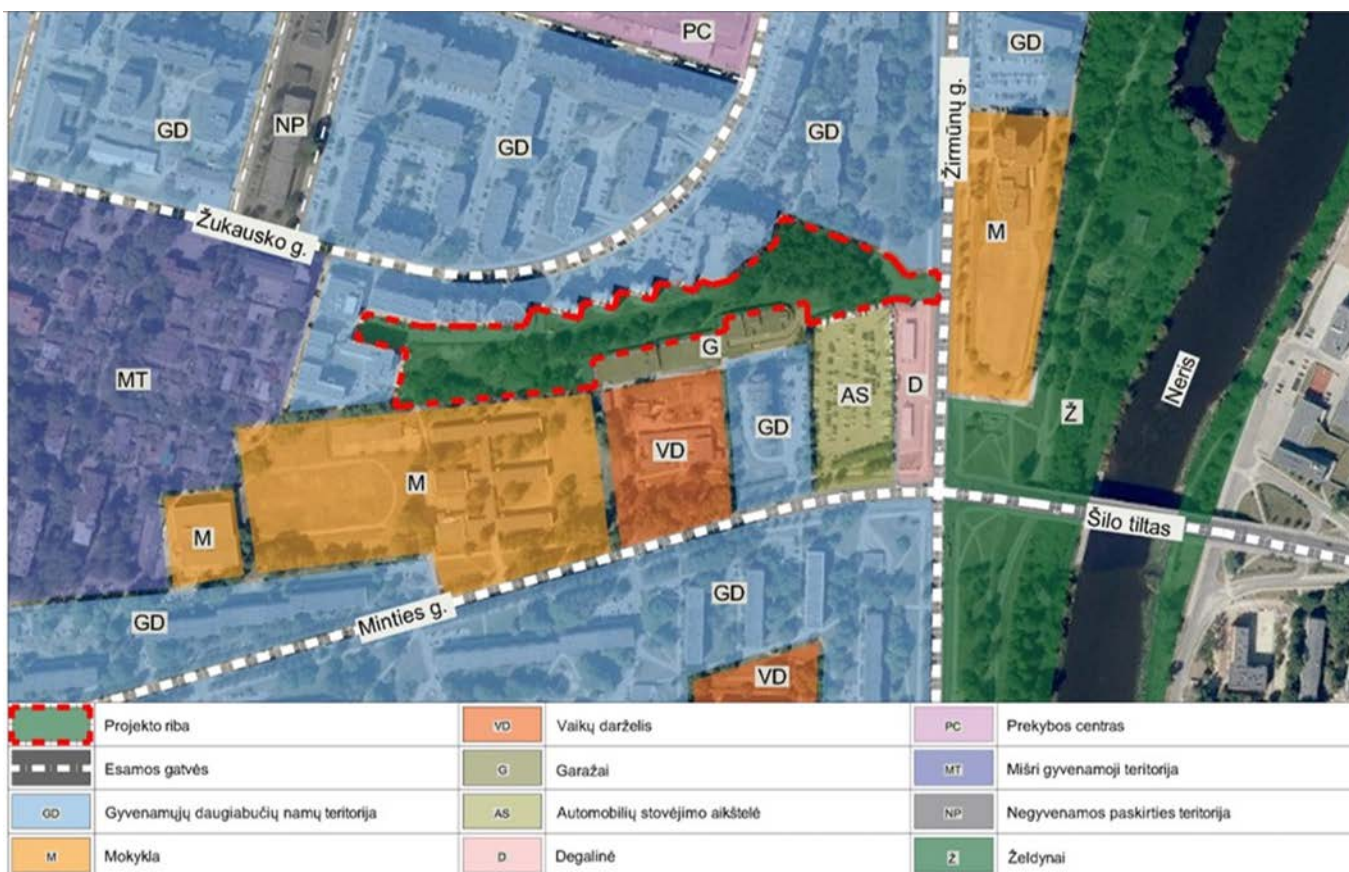 PC
GD
GD
NP
GD
GD
Žirmūnų g.
M
Žukausko g.
MT
G
AS
D
Ž
Neris
VD
GD
M
M
Šilo tiltas
GD
Minties g.
GD
VD
Projekto riba
VD Vaikų darželis
PC Prekybos centras
Esamos gatvės
G Garažai
MT Mišri gyvenamoji teritorija
GD Gyvenamųjų daugiabučių namų teritorija
AS Automobilių stovėjimo aikštelė
NP Negyvenamos paskirties teritorija
M Mokykla
D Degalinė
Ž Želdynai